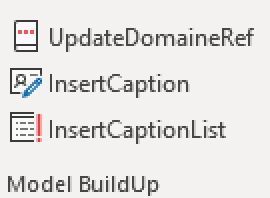 UpdateDomaineRef
InsertCaption
InsertCaptionList
Model BuildUp